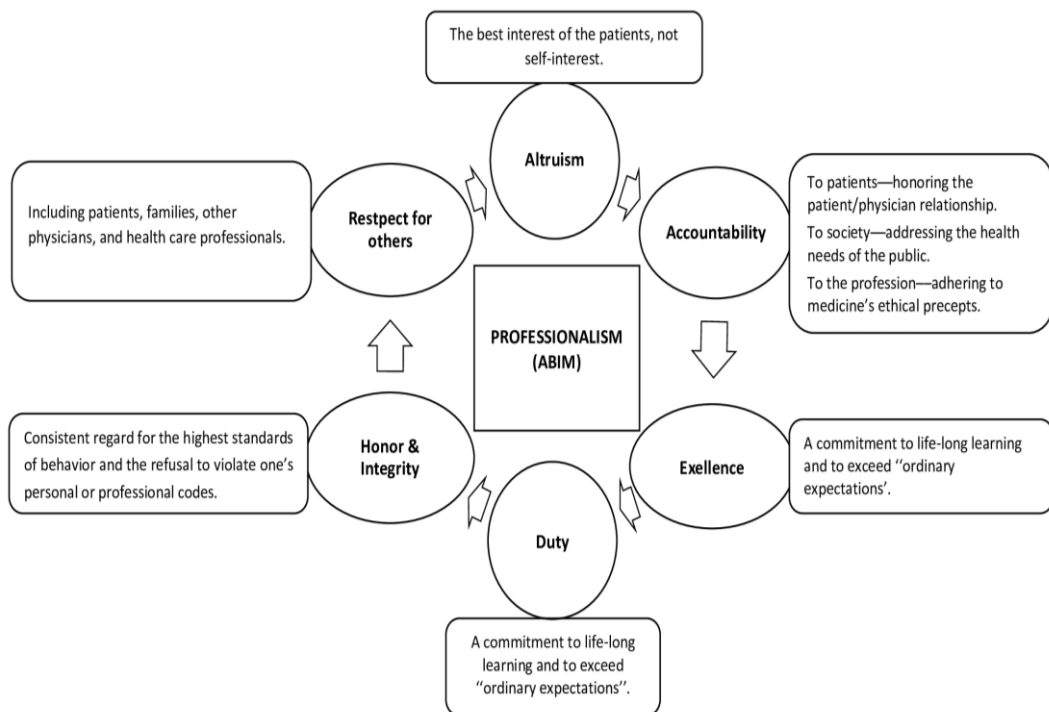 The best interest of the patients, not
self-interest.
Altruism
Including patients, families, other
physicians, and health care professionals.
Restpect for
others
Accountability
To patients—honoring the
patient/physician relationship.
To society—addressing the health
needs of the public.
To the profession—adhering to
medicine’s ethical precepts.
PROFESSIONALISM
(ABIM)
Consistent regard for the highest standards
of behavior and the refusal to violate one’s
personal or professional codes.
Honor &
Integrity
Exellence
A commitment to life-long learning
and to exceed “ordinary
expectations’.
Duty
A commitment to life-long
learning and to exceed
“ordinary expectations”.